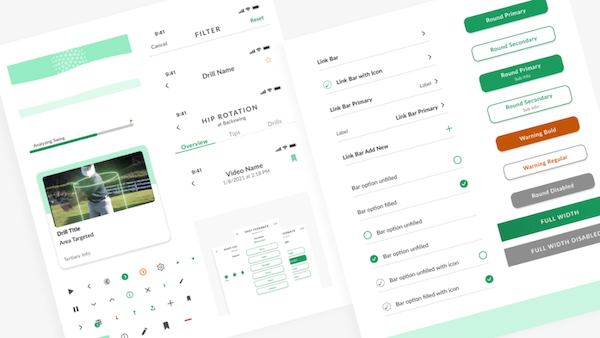 9:41
FILTER
Cancel
Reset
9:41
Drill Name
9:41
HIP ROTATION
at Backswing
Overview
Tips
Drills
9:41
Video Name
1/8/2021 at 2:18 PM
Analyzing Swing
Drill Title
Area Targeted
Tertiary Info
Link Bar
Link Bar with Icon
Link Bar Primary
Label
Label
Link Bar Primary
Link Bar Add New
Bar option unfilled
Bar option filled
Bar option unfilled
Bar option filled
Bar option unfilled with icon
Bar option filled with icon
Round Primary
Round Secondary
Round Primary
Sub Info
Round Secondary
Sub Info
Warning Bold
Warning Regular
Round Disabled
FULL WIDTH
FULL WIDTH DISABLED